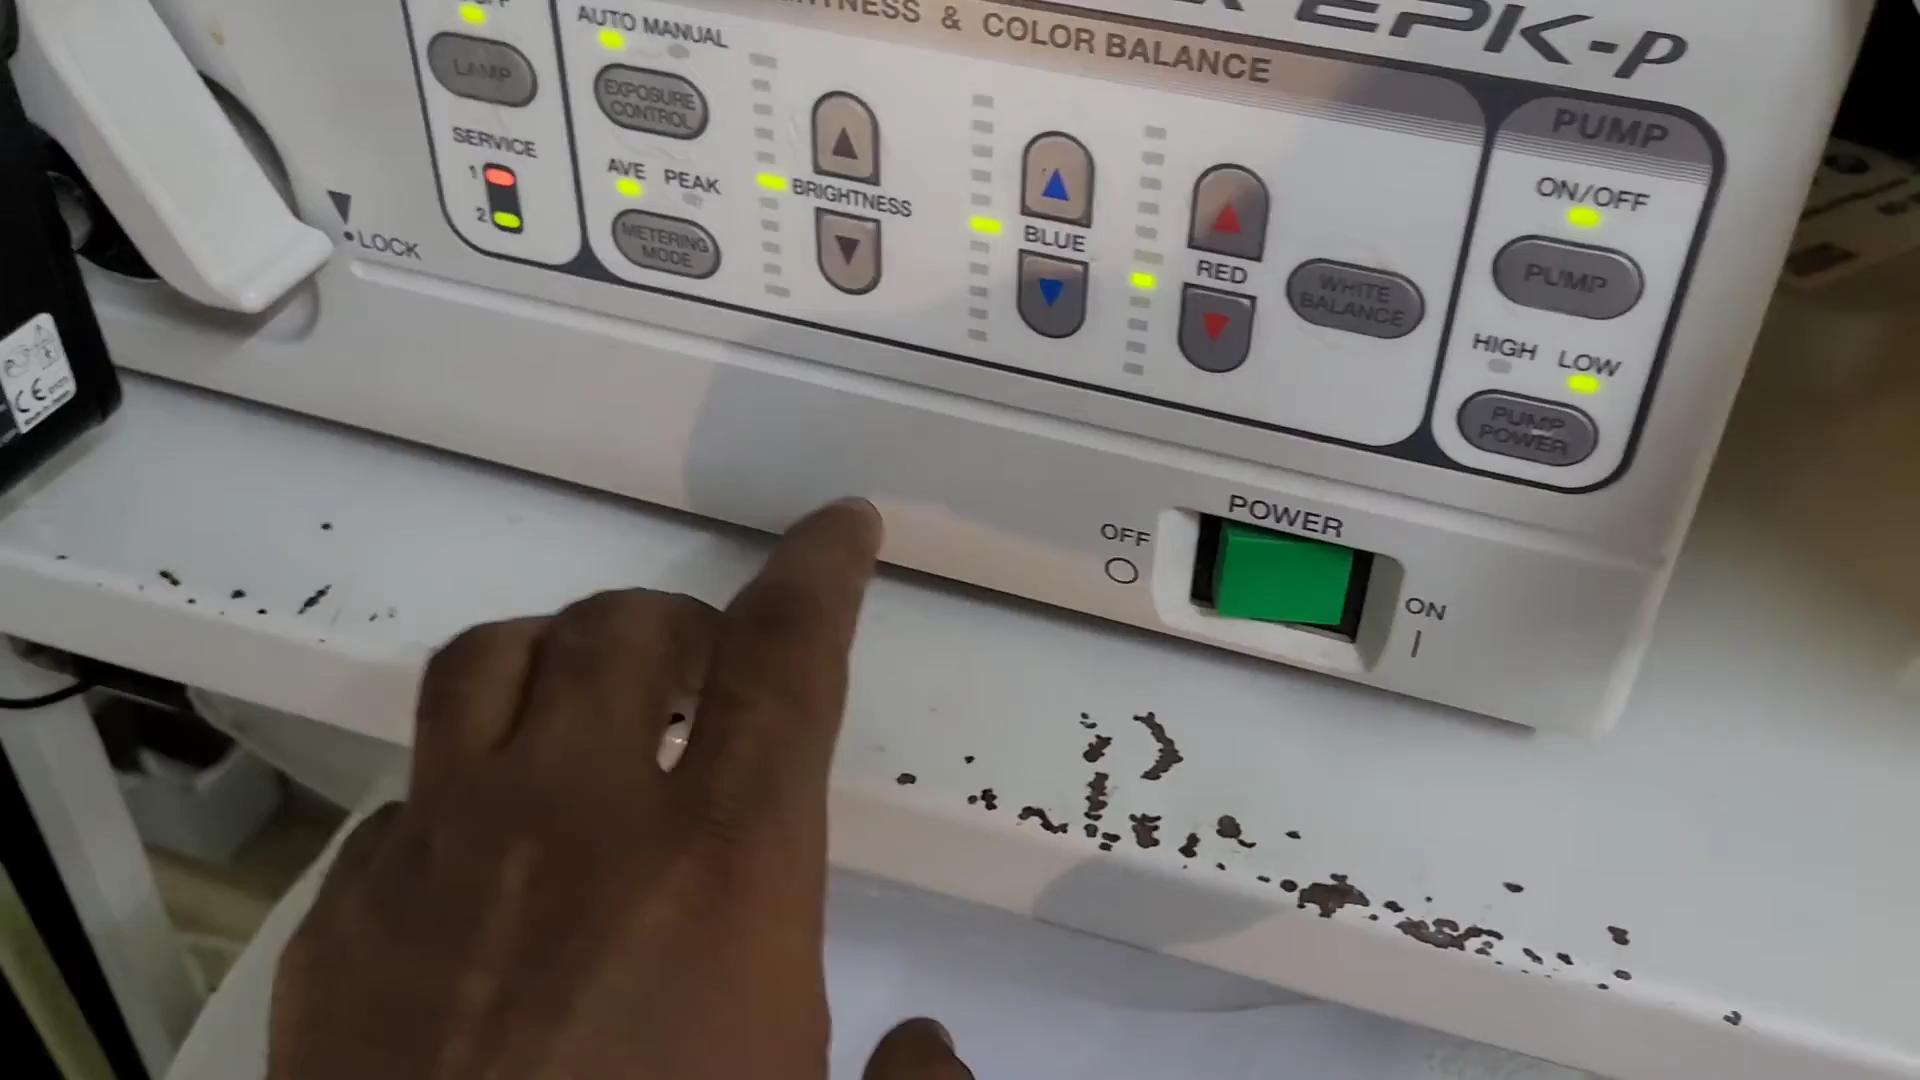 EPK-p
& COLOR BALANCE
AUTO MANUAL
LAMP
EXPOSURE
CONTROL
SERVICE
1
2
AVE PEAK
METERING
MODE
BRIGHTNESS
BLUE
RED
WHITE
BALANCE
PUMP
ON/OFF
PUMP
HIGH LOW
PUMP
POWER
LOCK
POWER
OFF
ON
CE